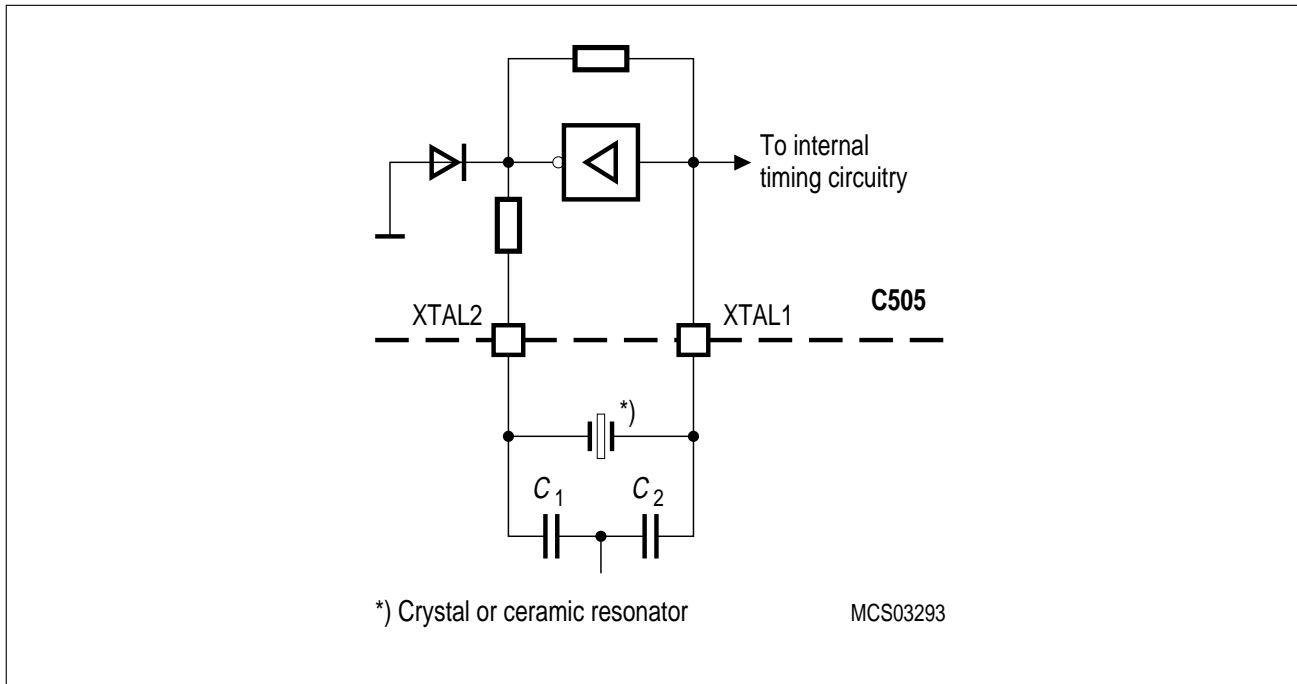 To internal
timing circuitry
C505
XTAL2
XTAL1
*)
C1
C2
*) Crystal or ceramic resonator
MCS03293